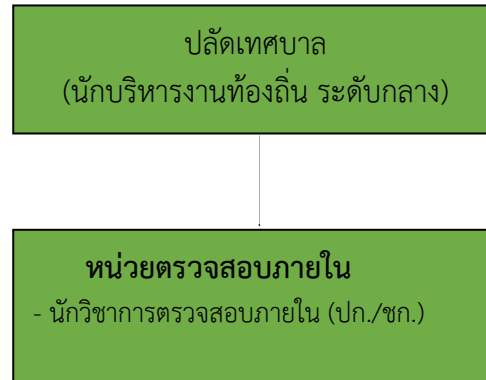 ปลัดเทศบาล
(นักบริหารงานท้องถิ่น ระดับกลาง)
หน่วยตรวจสอบภายใน
- นักวิชาการตรวจสอบภายใน (ปก./ชก.)